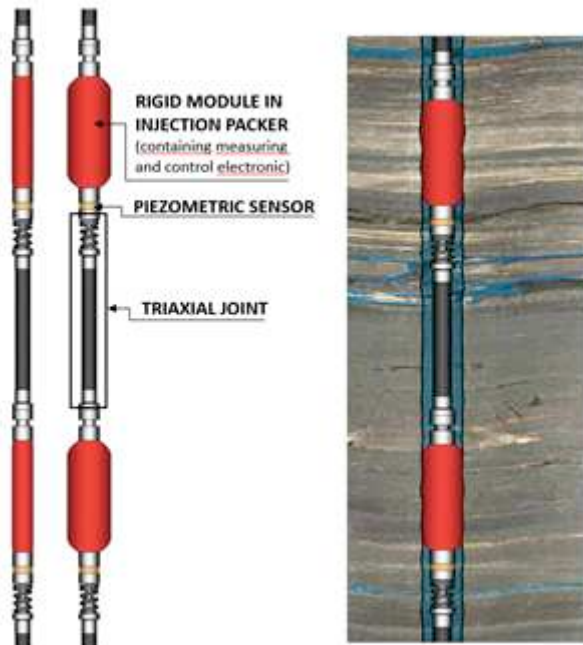 RIGID MODULE IN
INJECTION PACKER
(containing measuring
and control electronic)
PIEZOMETRIC SENSOR
TRIAXIAL JOINT